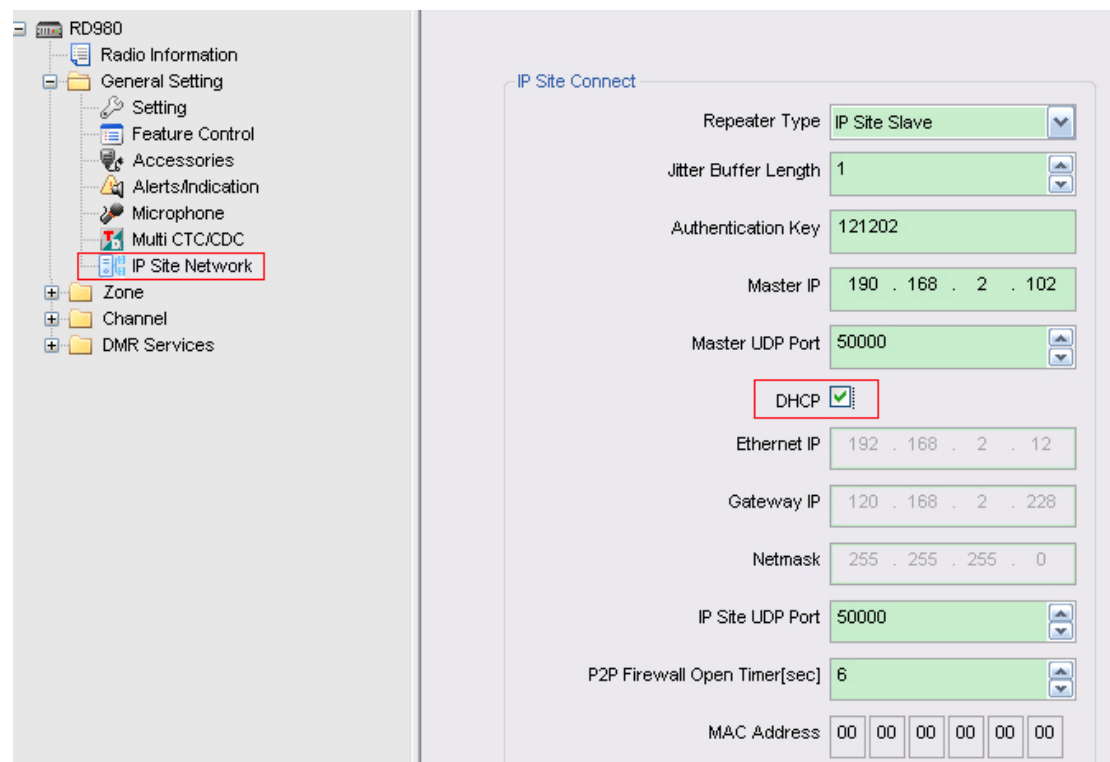 RD980
Radio Information
General Setting
Setting
Feature Control
Accessories
Alerts/Indication
Microphone
Multi CTC/CDC
IP Site Network
Zone
Channel
DMR Services
IP Site Connect
Repeater Type IP Site Slave
Jitter Buffer Length 1
Authentication Key 121202
Master IP 190 . 168 . 2 . 102
Master UDP Port 50000
DHCP
Ethernet IP 192 . 168 . 2 . 12
Gateway IP 120 . 168 . 2 . 228
Netmask 255 . 255 . 255 . 0
IP Site UDP Port 50000
P2P Firewall Open Timer[sec] 6
MAC Address 00 00 00 00 00 00